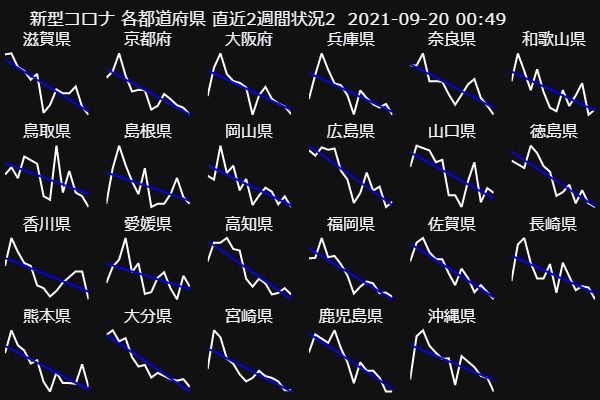 新型コロナ 各都道府県 直近2週間状況2 2021-09-20 00:49
滋賀県 京都府 大阪府 兵庫県 奈良県 和歌山県
鳥取県 島根県 岡山県 広島県 山口県 徳島県
香川県 愛媛県 高知県 福岡県 佐賀県 長崎県
熊本県 大分県 宮崎県 鹿児島県 沖縄県